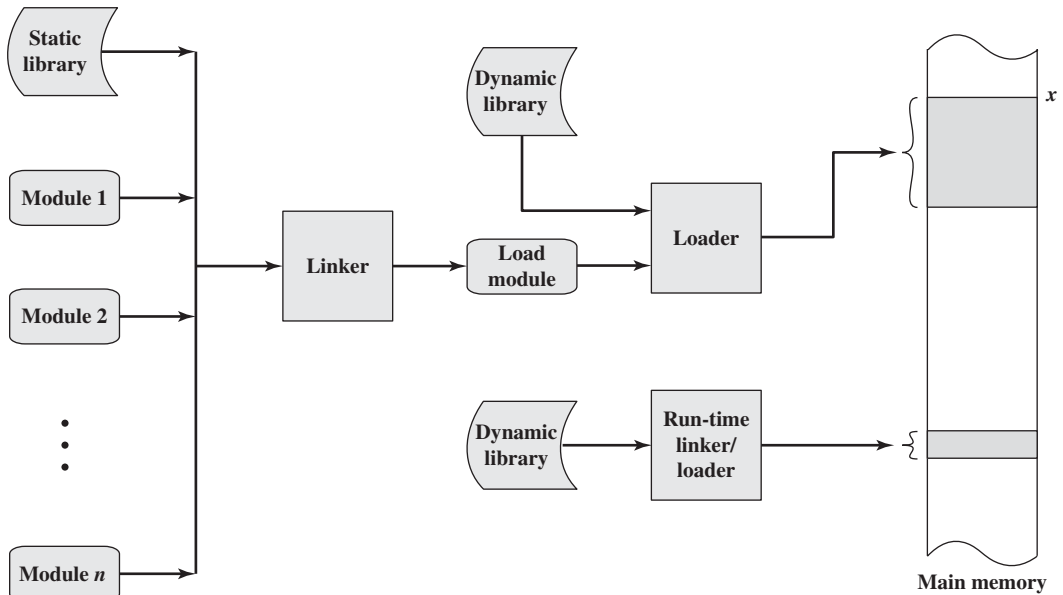 Static
library
Module 1
Module 2
Module n
Linker
Dynamic
library
Load
module
Loader
Dynamic
library
Run-time
linker/
loader
x
Main memory